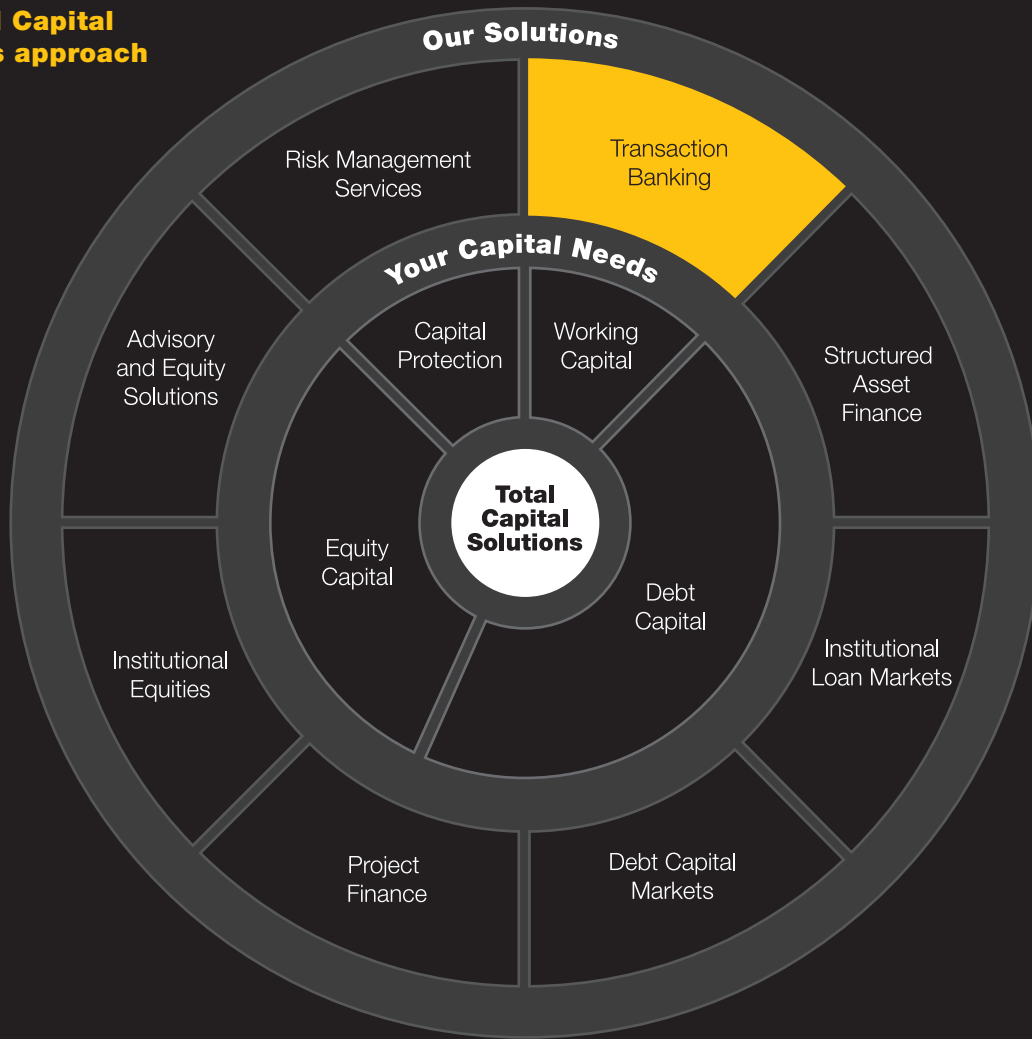 Capital
approach
Our Solutions
Risk Management
Services
Transaction
Banking
Your Capital Needs
Capital
Protection
Working
Capital
Advisory
and Equity
Solutions
Structured
Asset
Finance
Total
Capital
Solutions
Equity
Capital
Debt
Capital
Institutional
Equities
Institutional
Loan Markets
Project
Finance
Debt Capital
Markets